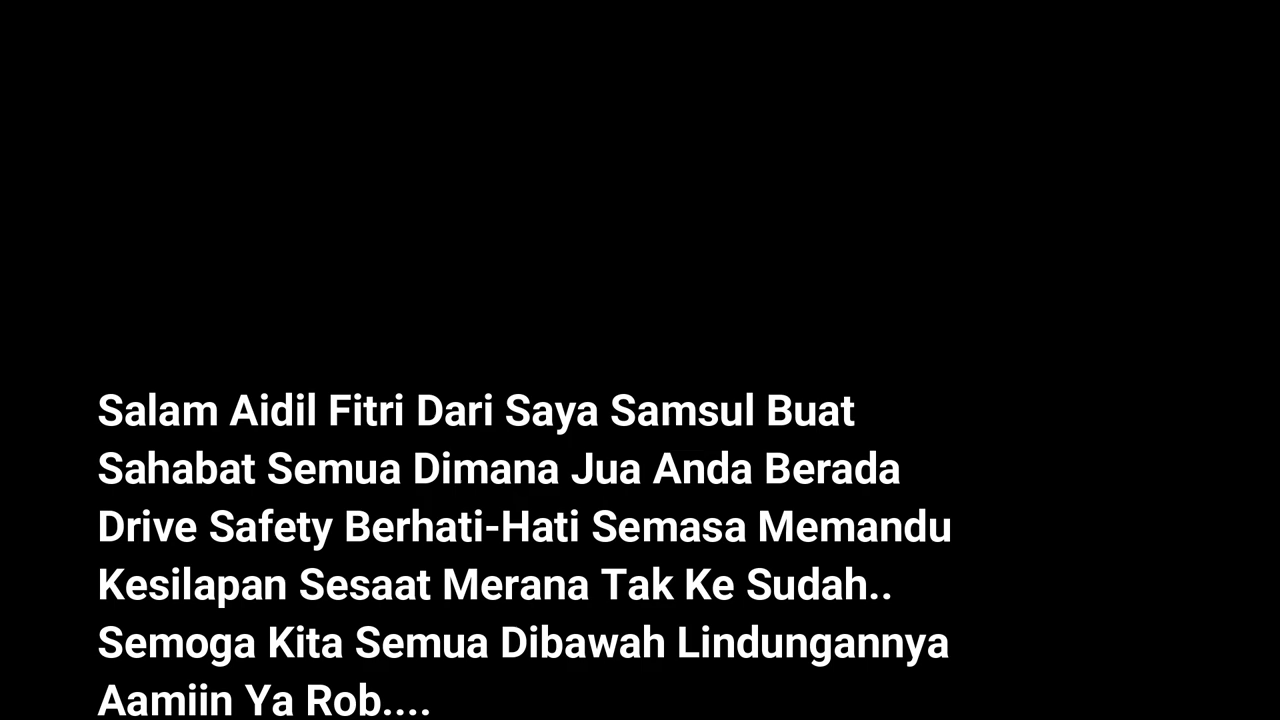 Salam Aidil Fitri Dari Saya Samsul Buat
Sahabat Semua Dimana Jua Anda Berada
Drive Safety Berhati-Hati Semasa Memandu
Kesilapan Sesaat Merana Tak Ke Sudah..
Semoga Kita Semua Dibawah Lindungannya
Aamiin Ya Rob....